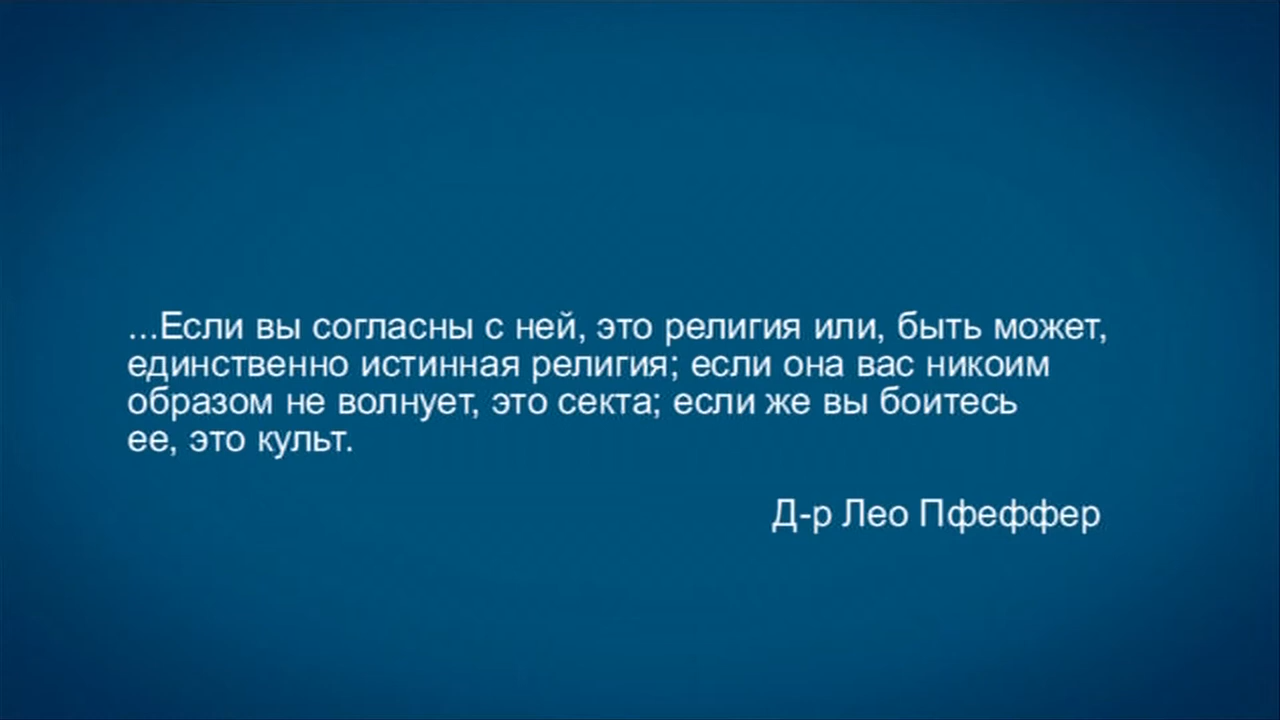 ...Если вы согласны с ней, это религия или, быть может,
единственно истинная религия; если она вас никоим
образом не волнует, это секта; если же вы боитесь
ее, это культ.
Д-р Лео Пфеффер